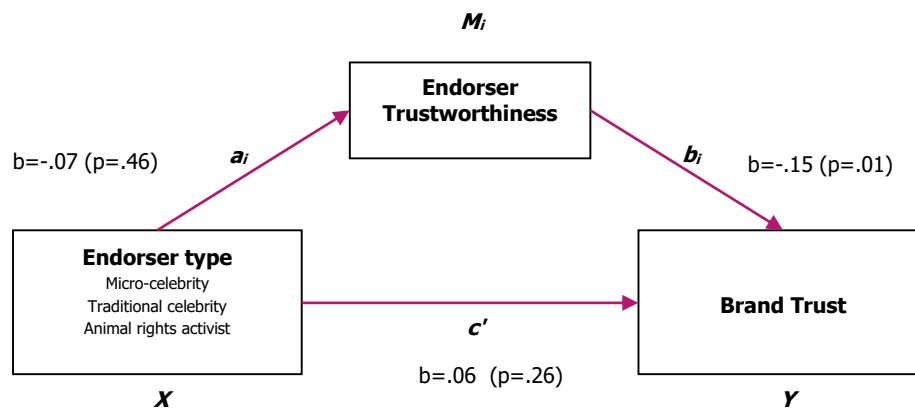 Mᵢ
Endorser
Trustworthiness
b=-.07 (p=.46)
aᵢ
bᵢ
b=-.15 (p=.01)
Endorser type
Micro-celebrity
Traditional celebrity
Animal rights activist
Brand Trust
c'
b=.06 (p=.26)
X
Y